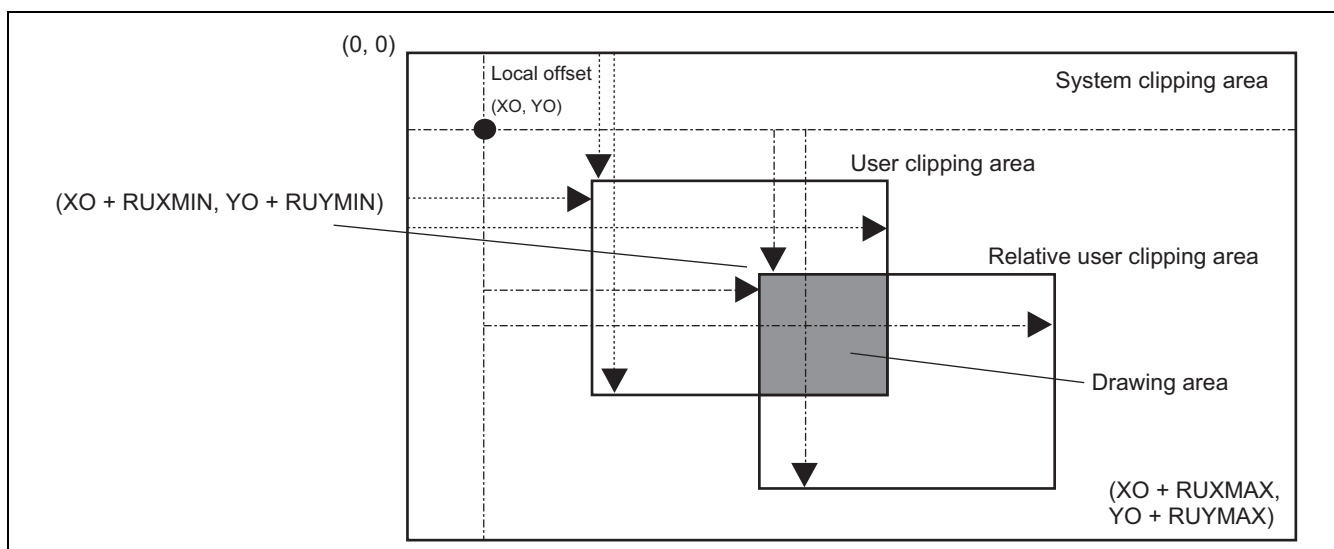 (0, 0)
Local offset
(XO, YO)
System clipping area
User clipping area
(XO + RUXMIN, YO + RUYMIN)
Relative user clipping area
Drawing area
(XO + RUXMAX,
YO + RUYMAX)